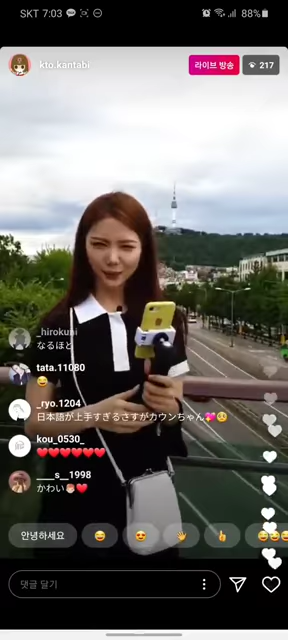 SKT 7:03
88%
kto.kantabi
라이브 방송
217
_hirokuni
なるほど
tata.11080
_ryo.1204
日本語が上手すぎるさすがカウンちゃん
kou_0530_
____s__1998
かわい
안녕하세요
댓글 달기